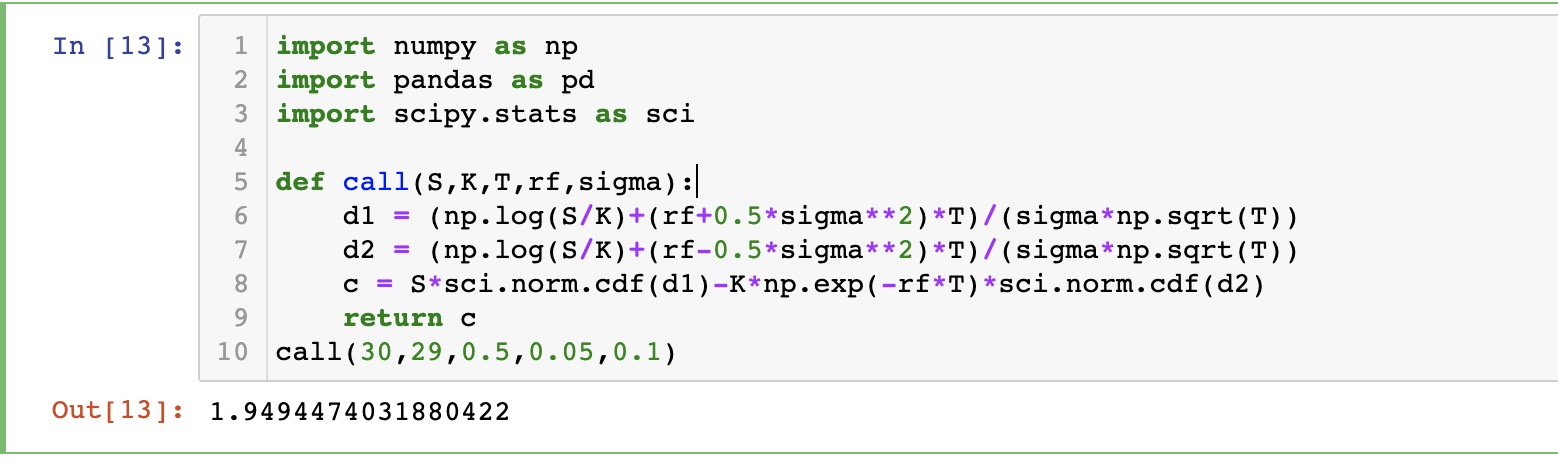 In [13]:
1 import numpy as np
2 import pandas as pd
3 import scipy.stats as sci
4
5 def call(S,K,T,rf,sigma):
6     d1 = (np.log(S/K)+(rf+0.5*sigma**2)*T)/(sigma*np.sqrt(T))
7     d2 = (np.log(S/K)+(rf-0.5*sigma**2)*T)/(sigma*np.sqrt(T))
8     c = S*sci.norm.cdf(d1)-K*np.exp(-rf*T)*sci.norm.cdf(d2)
9     return c
10 call(30,29,0.5,0.05,0.1)
Out[13]: 1.9494474031880422